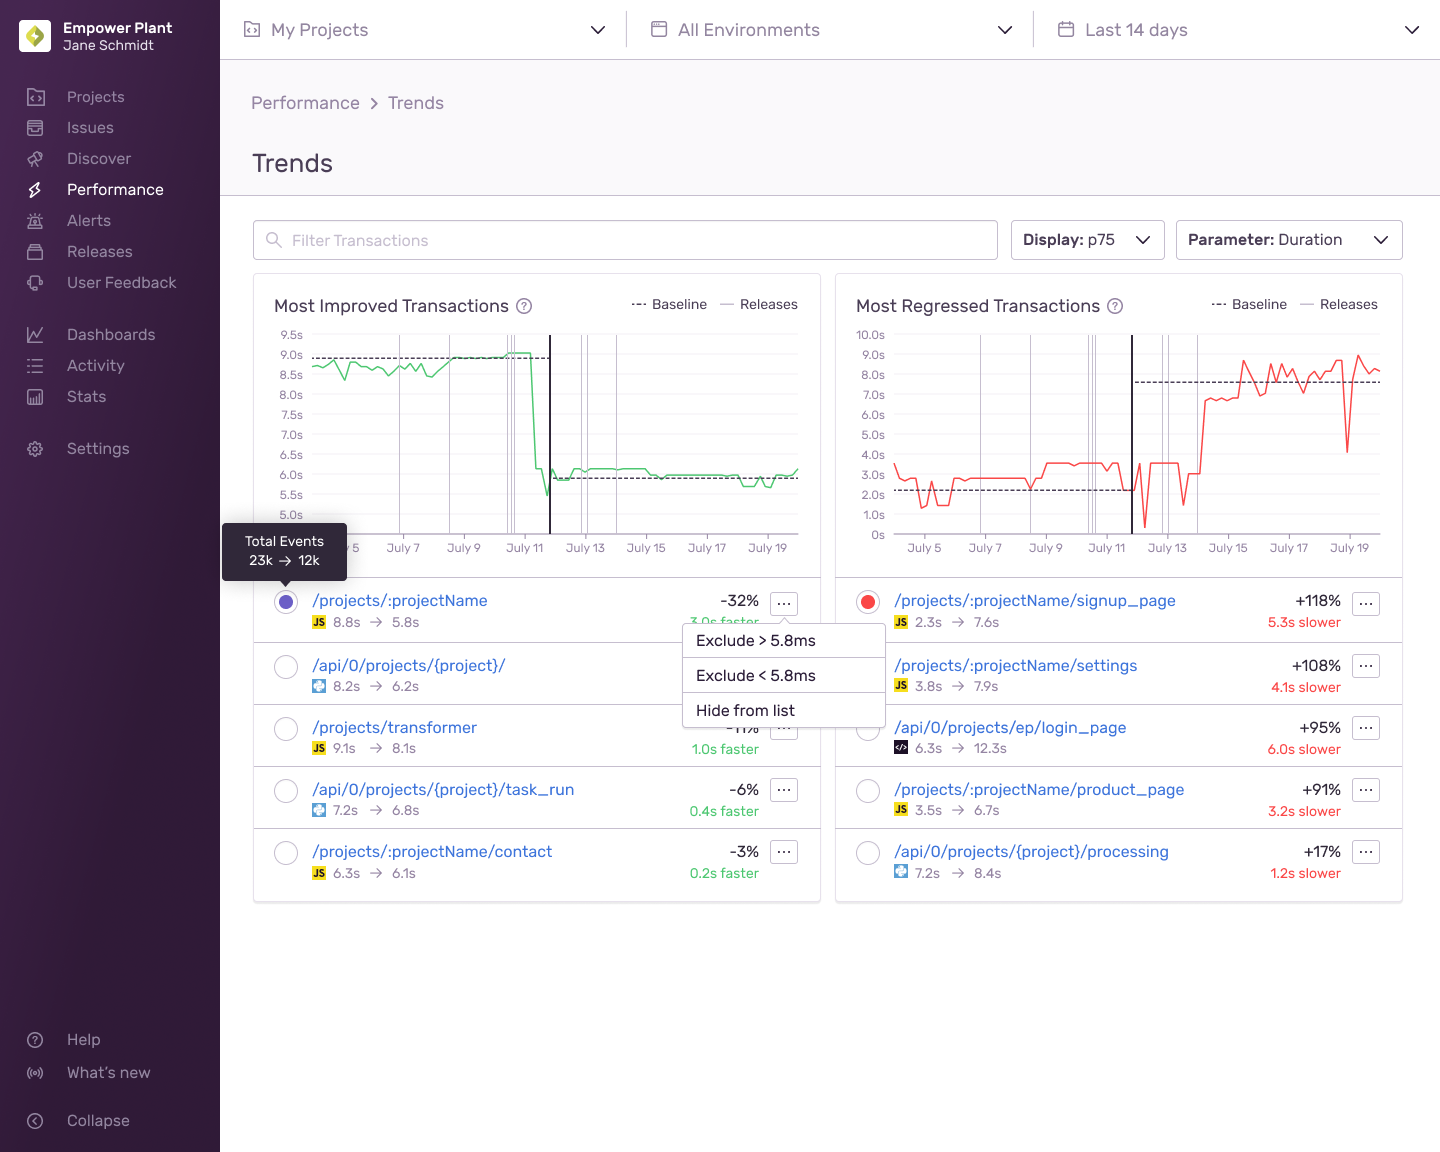 Empower Plant
Jane Schmidt
Projects
Issues
Discover
Performance
Alerts
Releases
User Feedback
Dashboards
Activity
Stats
Settings
Help
What's new
Collapse
My Projects
All Environments
Last 14 days
Performance > Trends
Trends
Filter Transactions
Display: p75
Parameter: Duration
Most Improved Transactions ?
Baseline
Releases
9.5s
9.0s
8.5s
8.0s
7.5s
7.0s
6.5s
6.0s
5.5s
5.0s
5 July 7 July 9 July 11 July 13 July 15 July 17 July 19
Total Events
23k → 12k
/projects/:projectName -32% ...
JS 8.8s → 5.8s 3.0s faster
Exclude > 5.8ms
Exclude < 5.8ms
Hide from list
/api/0/projects/{project}/
8.2s → 6.2s
/projects/transformer -11% ...
JS 9.1s → 8.1s 1.0s faster
/api/0/projects/{project}/task_run -6% ...
7.2s → 6.8s 0.4s faster
/projects/:projectName/contact -3% ...
JS 6.3s → 6.1s 0.2s faster
Most Regressed Transactions ?
Baseline
Releases
10.0s
9.0s
8.0s
7.0s
6.0s
5.0s
4.0s
3.0s
2.0s
1.0s
0s
July 5 July 7 July 9 July 11 July 13 July 15 July 17 July 19
/projects/:projectName/signup_page +118% ...
JS 2.3s → 7.6s 5.3s slower
/projects/:projectName/settings +108% ...
JS 3.8s → 7.9s 4.1s slower
/api/0/projects/ep/login_page +95% ...
</> 6.3s → 12.3s 6.0s slower
/projects/:projectName/product_page +91% ...
JS 3.5s → 6.7s 3.2s slower
/api/0/projects/{project}/processing +17% ...
7.2s → 8.4s 1.2s slower